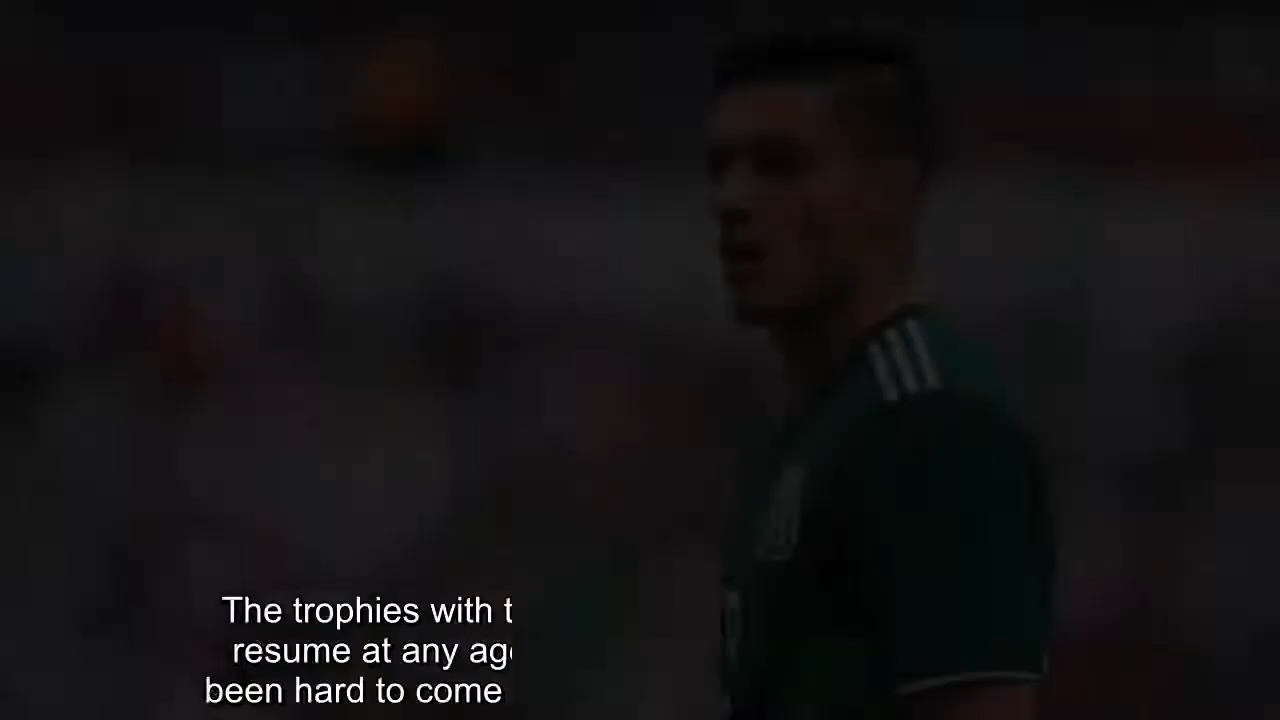 The trophies with
resume at any
been hard to come